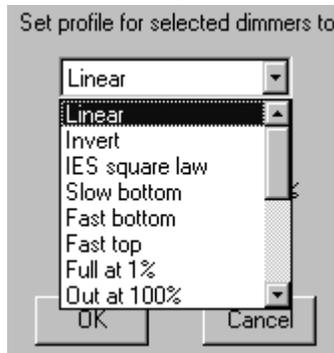 Set profile for selected dimmers to
Linear
Linear
Invert
IES square law
Slow bottom
Fast bottom
Fast top
Full at 1%
Out at 100%
OK
Cancel